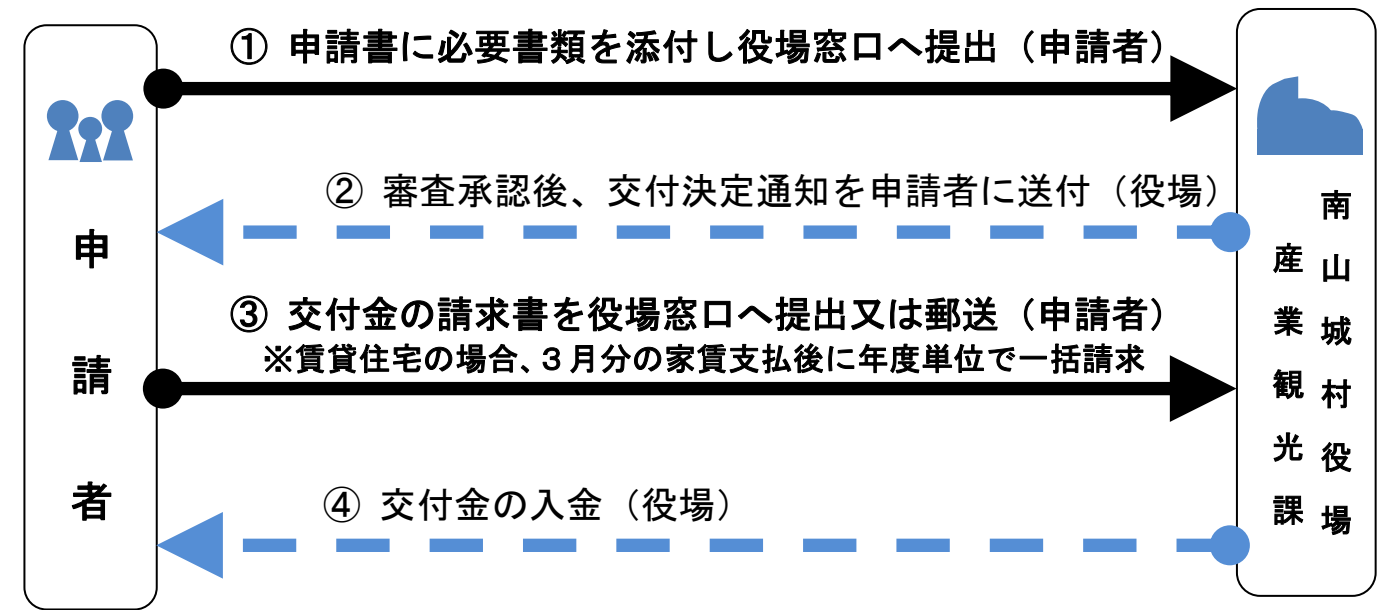 申請者
① 申請書に必要書類を添付し役場窓口へ提出（申請者）
② 審査承認後、交付決定通知を申請者に送付（役場）
③ 交付金の請求書を役場窓口へ提出又は郵送（申請者）
※賃貸住宅の場合、３月分の家賃支払後に年度単位で一括請求
④ 交付金の入金（役場）
南山城村役場
産業観光課